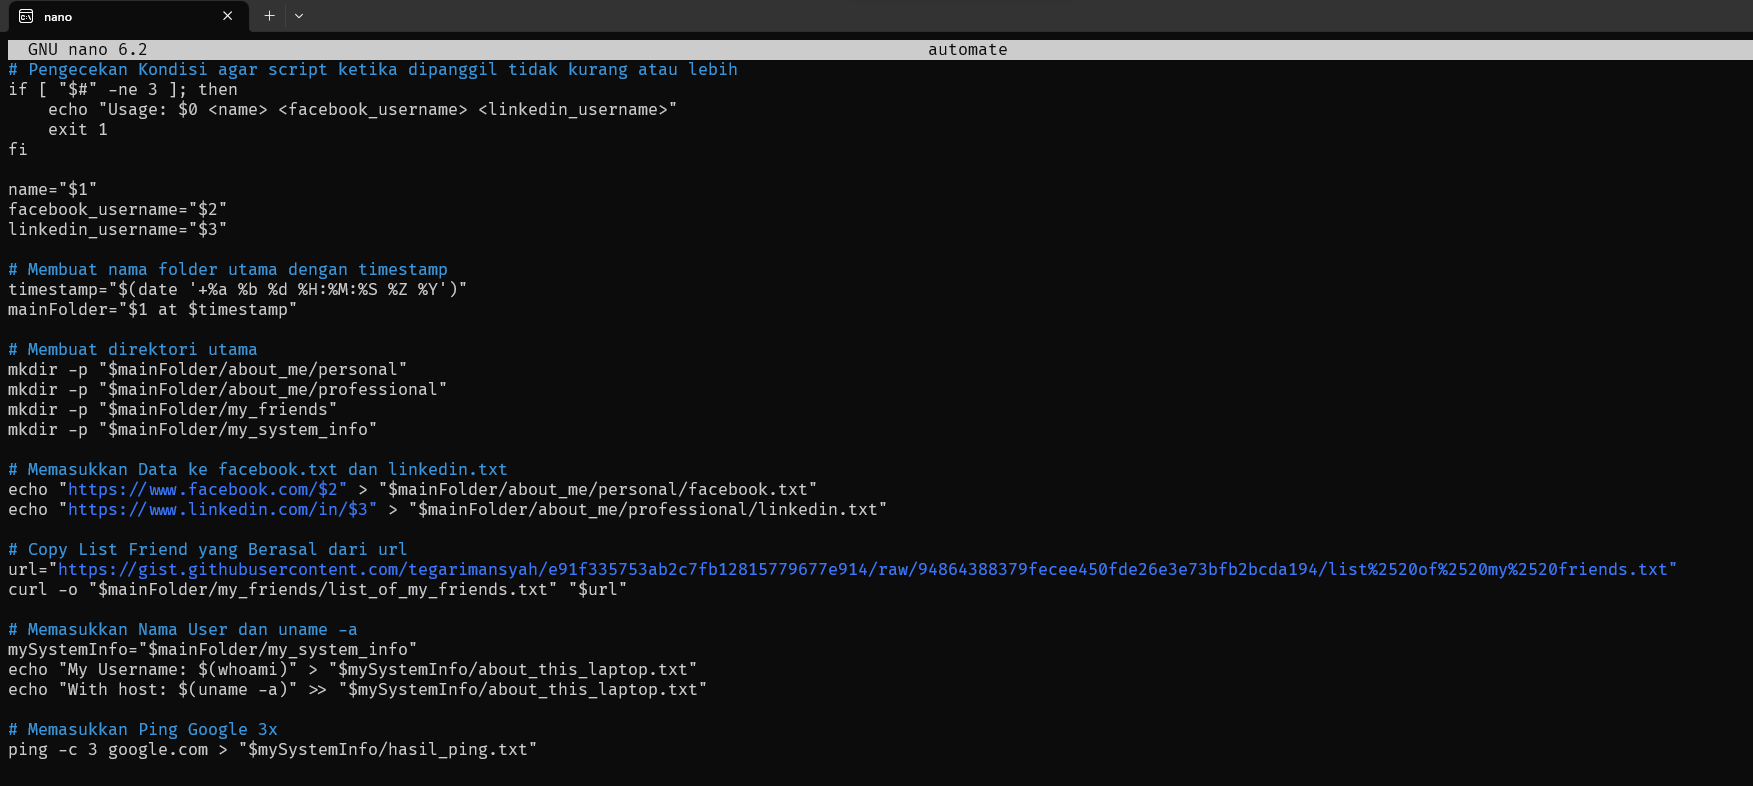 nano
GNU nano 6.2 automate
# Pengecekan Kondisi agar script ketika dipanggil tidak kurang atau lebih
if [ "$#" -ne 3 ]; then
    echo "Usage: $0 <name> <facebook_username> <linkedin_username>"
    exit 1
fi

name="$1"
facebook_username="$2"
linkedin_username="$3"

# Membuat nama folder utama dengan timestamp
timestamp="$(date '+%a %b %d %H:%M:%S %Z %Y')"
mainFolder="$1 at $timestamp"

# Membuat direktori utama
mkdir -p "$mainFolder/about_me/personal"
mkdir -p "$mainFolder/about_me/professional"
mkdir -p "$mainFolder/my_friends"
mkdir -p "$mainFolder/my_system_info"

# Memasukkan Data ke facebook.txt dan linkedin.txt
echo "https://www.facebook.com/$2" > "$mainFolder/about_me/personal/facebook.txt"
echo "https://www.linkedin.com/in/$3" > "$mainFolder/about_me/professional/linkedin.txt"

# Copy List Friend yang Berasal dari url
url="https://gist.githubusercontent.com/tegarimansyah/e91f335753ab2c7fb12815779677e914/raw/94864388379fecee450fde26e3e73bfb2bcda194/list%2520of%2520my%2520friends.txt"
curl -o "$mainFolder/my_friends/list_of_my_friends.txt" "$url"

# Memasukkan Nama User dan uname -a
mySystemInfo="$mainFolder/my_system_info"
echo "My Username: $(whoami)" > "$mySystemInfo/about_this_laptop.txt"
echo "With host: $(uname -a)" >> "$mySystemInfo/about_this_laptop.txt"

# Memasukkan Ping Google 3x
ping -c 3 google.com > "$mySystemInfo/hasil_ping.txt"